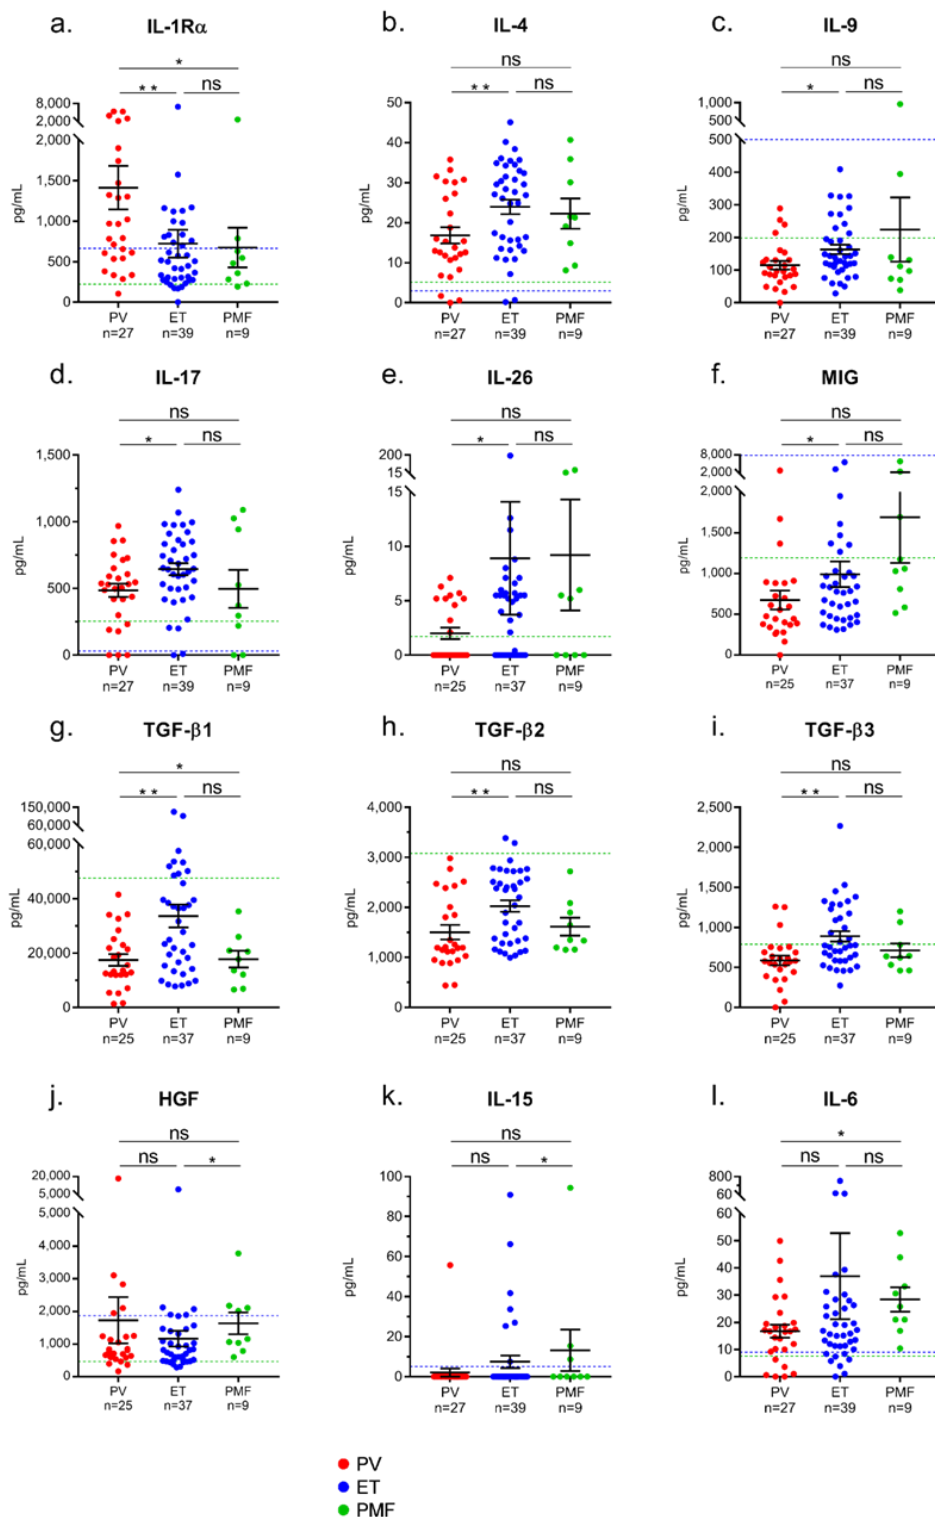 a. IL-1Rα
*
* *
ns
8,000
2,000
2,000
1,500
1,000
500
0
pg/mL
PV ET PMF
n=27 n=39 n=9
b. IL-4
ns
* *
ns
50
40
30
20
10
0
pg/mL
PV ET PMF
n=27 n=39 n=9
c. IL-9
ns
*
ns
1,000
500
500
400
300
200
100
0
pg/mL
PV ET PMF
n=27 n=39 n=9
d. IL-17
ns
*
ns
1,500
1,000
500
0
pg/mL
PV ET PMF
n=27 n=39 n=9
e. IL-26
ns
*
ns
200
15
15
10
5
0
pg/mL
PV ET PMF
n=25 n=37 n=9
f. MIG
ns
*
ns
8,000
2,000
2,000
1,500
1,000
500
0
pg/mL
PV ET PMF
n=25 n=37 n=9
g. TGF-β1
*
* *
ns
150,000
60,000
60,000
40,000
20,000
0
pg/mL
PV ET PMF
n=25 n=37 n=9
h. TGF-β2
ns
* *
ns
4,000
3,000
2,000
1,000
0
pg/mL
PV ET PMF
n=25 n=37 n=9
i. TGF-β3
ns
* *
ns
2,500
2,000
1,500
1,000
500
0
pg/mL
PV ET PMF
n=25 n=37 n=9
j. HGF
ns
ns
*
20,000
5,000
5,000
4,000
3,000
2,000
1,000
0
pg/mL
PV ET PMF
n=25 n=37 n=9
k. IL-15
ns
ns
*
100
80
60
40
20
0
pg/mL
PV ET PMF
n=27 n=39 n=9
l. IL-6
*
ns
ns
800
60
60
50
40
30
20
10
0
pg/mL
PV ET PMF
n=27 n=39 n=9
PV
ET
PMF